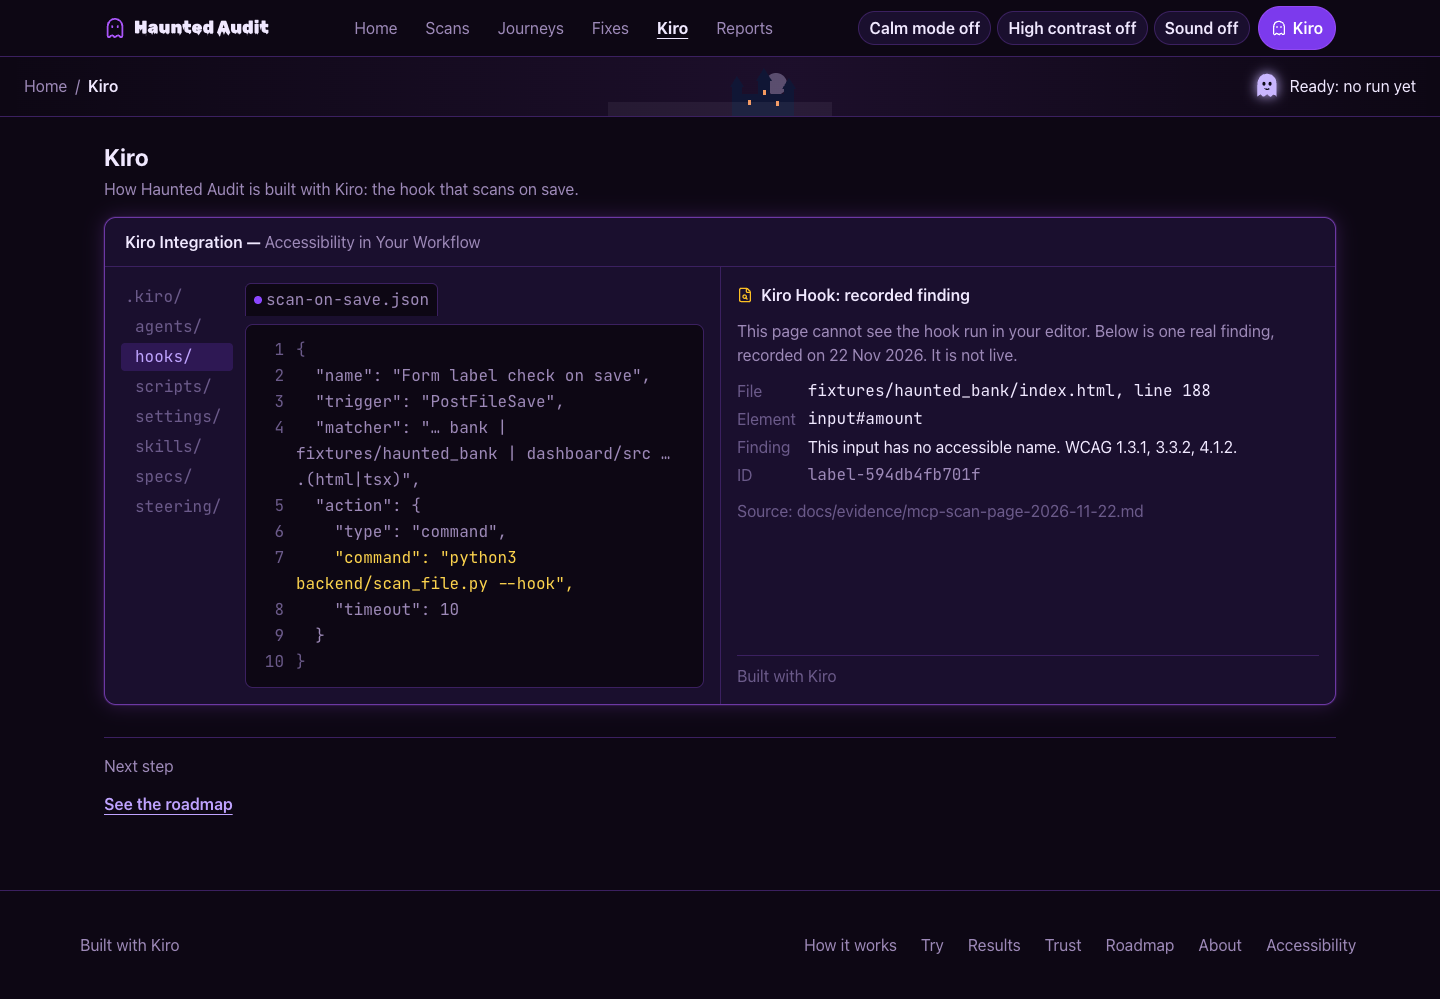 Haunted Audit
Home
Scans
Journeys
Fixes
Kiro
Reports
Calm mode off
High contrast off
Sound off
Kiro
Home / Kiro
Ready: no run yet
Kiro
How Haunted Audit is built with Kiro: the hook that scans on save.
Kiro Integration — Accessibility in Your Workflow
.kiro/
agents/
hooks/
scripts/
settings/
skills/
specs/
steering/
scan-on-save.json
1 {
2 "name": "Form label check on save",
3 "trigger": "PostFileSave",
4 "matcher": "… bank |
fixtures/haunted_bank | dashboard/src …
.(html|tsx)",
5 "action": {
6 "type": "command",
7 "command": "python3
backend/scan_file.py --hook",
8 "timeout": 10
9 }
10 }
Kiro Hook: recorded finding
This page cannot see the hook run in your editor. Below is one real finding,
recorded on 22 Nov 2026. It is not live.
File fixtures/haunted_bank/index.html, line 188
Element input#amount
Finding This input has no accessible name. WCAG 1.3.1, 3.3.2, 4.1.2.
ID label-594db4fb701f
Source: docs/evidence/mcp-scan-page-2026-11-22.md
Built with Kiro
Next step
See the roadmap
Built with Kiro
How it works
Try
Results
Trust
Roadmap
About
Accessibility